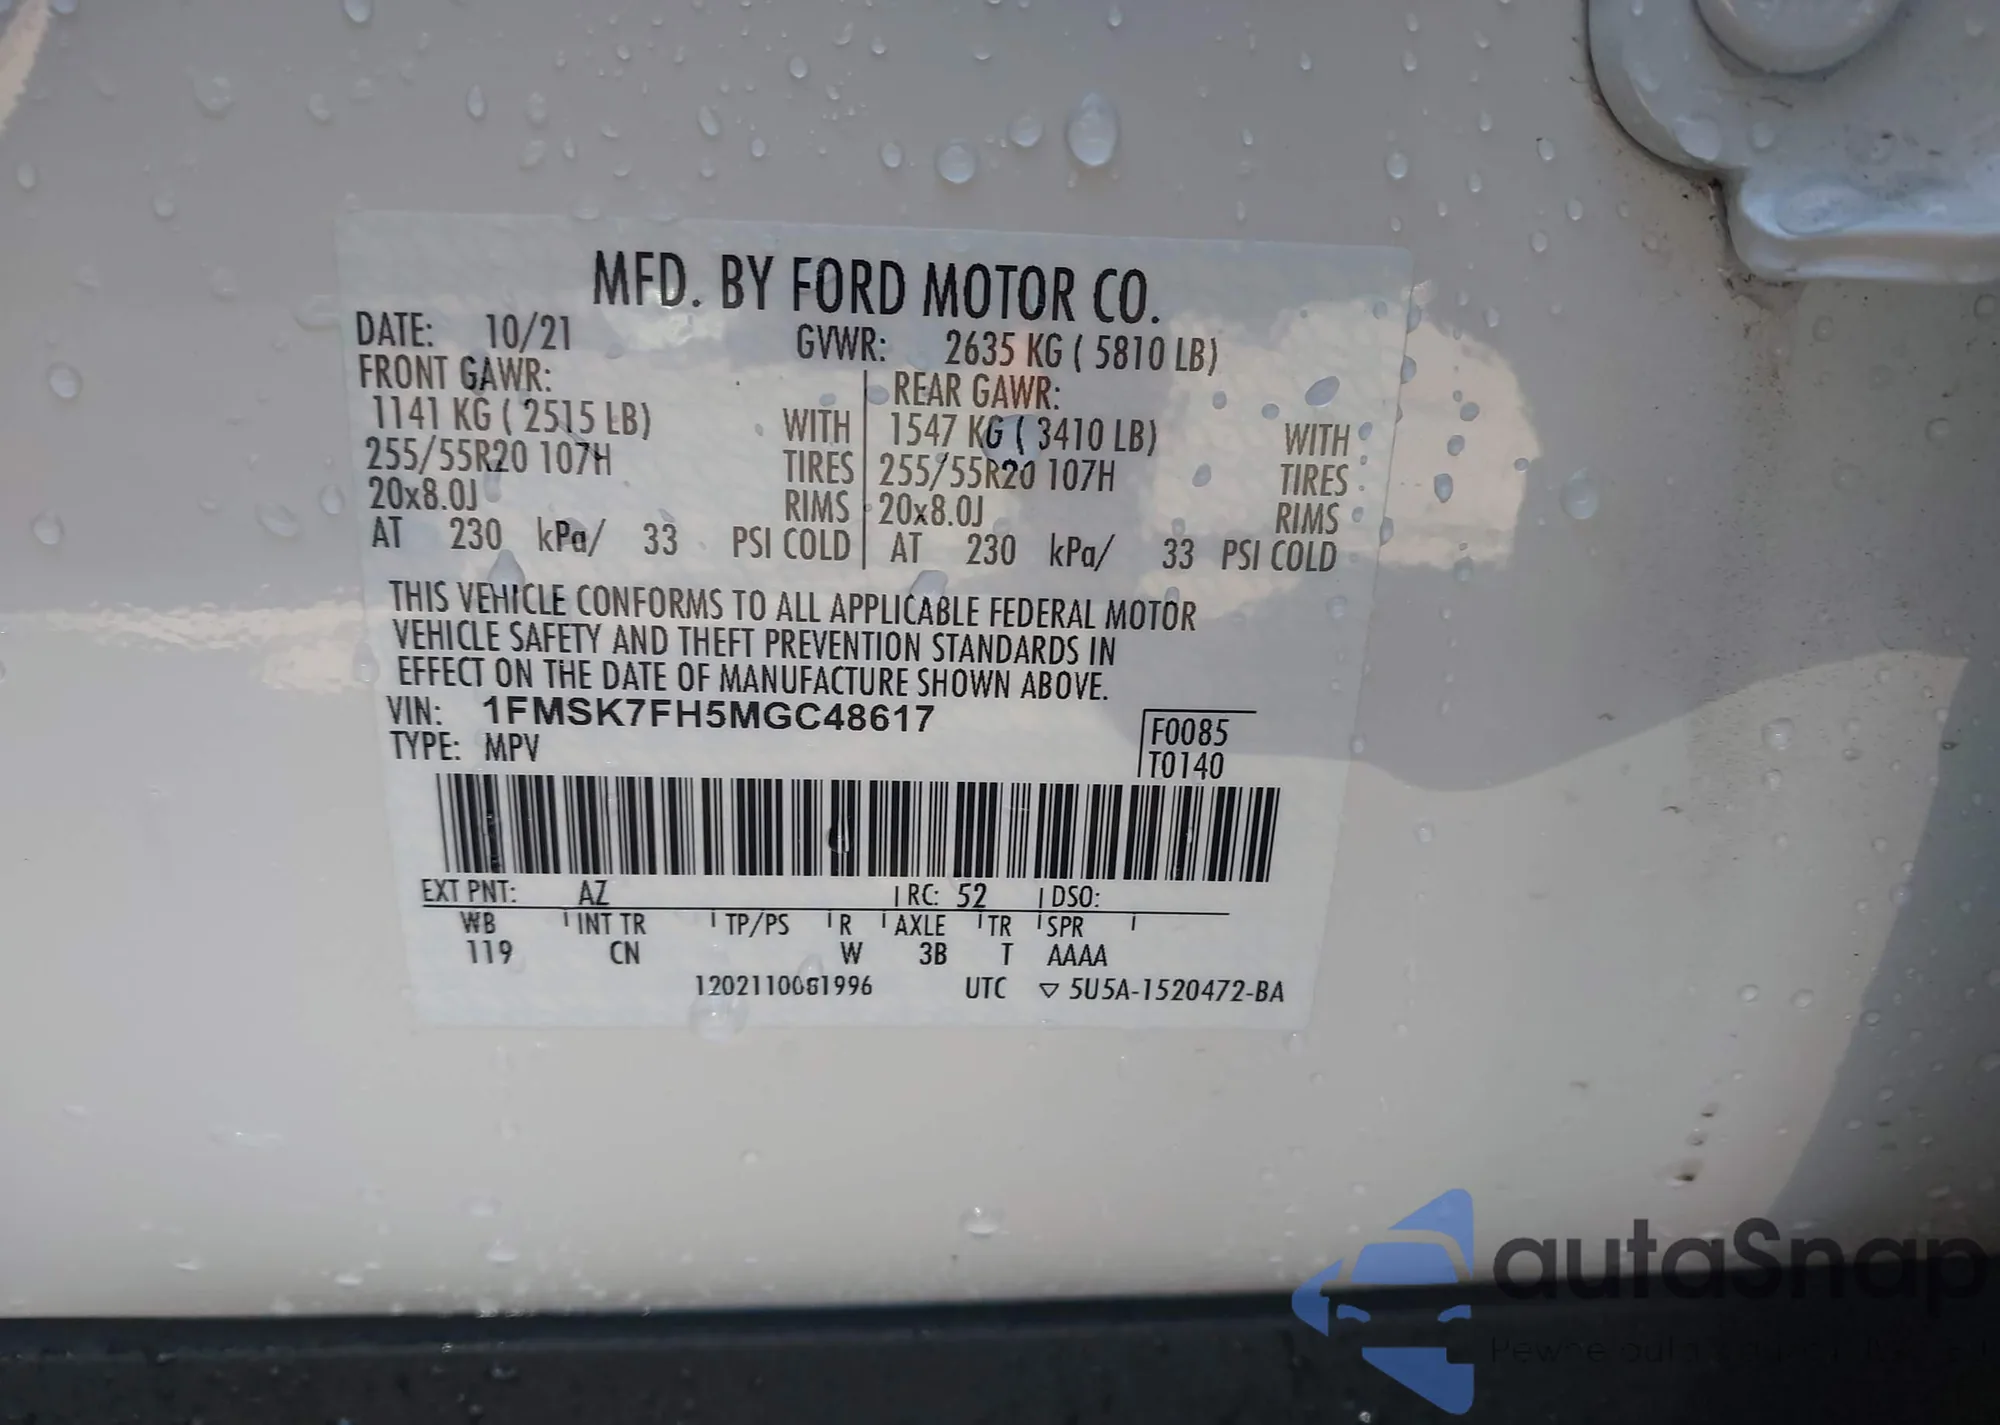 MFD. BY FORD MOTOR CO.
DATE: 10/21 GVWR: 2635 KG ( 5810 LB)
FRONT GAWR: REAR GAWR:
1141 KG ( 2515 LB) WITH 1547 KG ( 3410 LB) WITH
255/55R20 107H TIRES 255/55R20 107H TIRES
20x8.0J RIMS 20x8.0J RIMS
AT 230 kPa/ 33 PSI COLD AT 230 kPa/ 33 PSI COLD
THIS VEHICLE CONFORMS TO ALL APPLICABLE FEDERAL MOTOR
VEHICLE SAFETY AND THEFT PREVENTION STANDARDS IN
EFFECT ON THE DATE OF MANUFACTURE SHOWN ABOVE.
VIN: 1FMSK7FH5MGC48617
F0085
TYPE: MPV
T0140
EXT PNT: AZ RC: 52 DSO:
WB INT TR TP/PS R AXLE TR SPR
119 CN W 3B T AAAA
UTC ▽ 5U5A-1520472-BA
autaSnap
Pewne auta